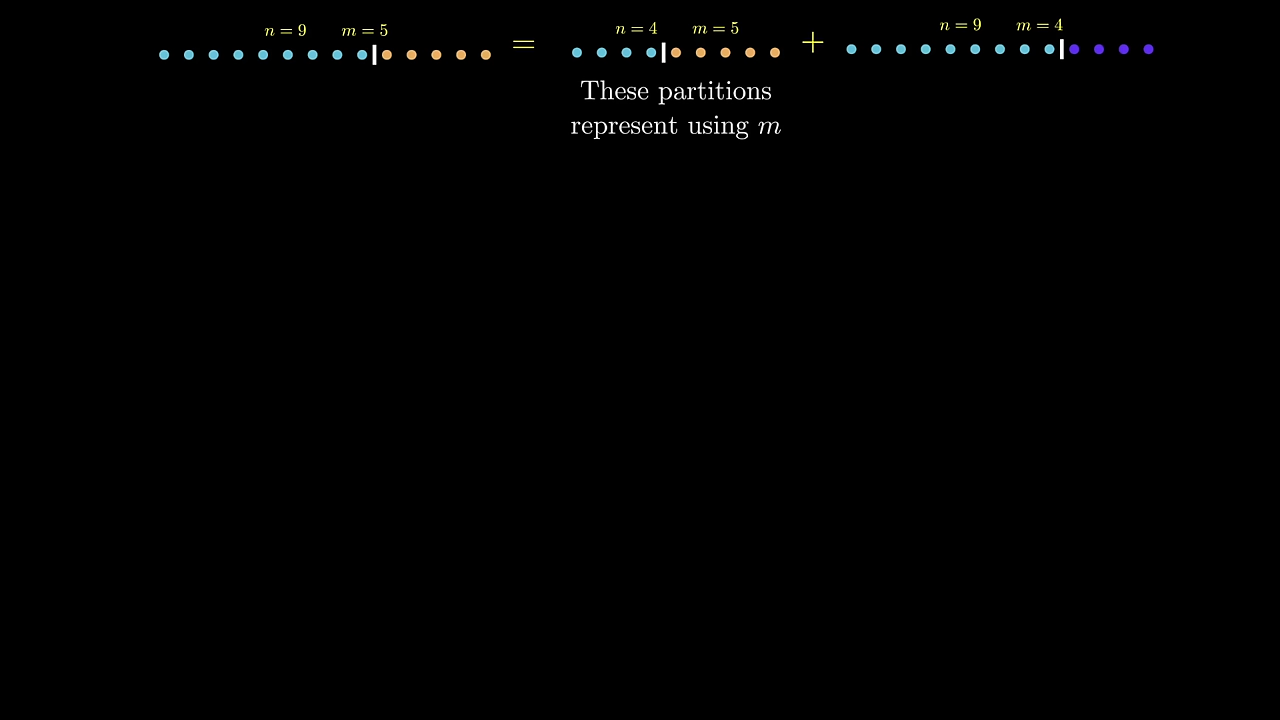 n = 9 m = 5 = n = 4 m = 5 + n = 9 m = 4
These partitions
represent using m